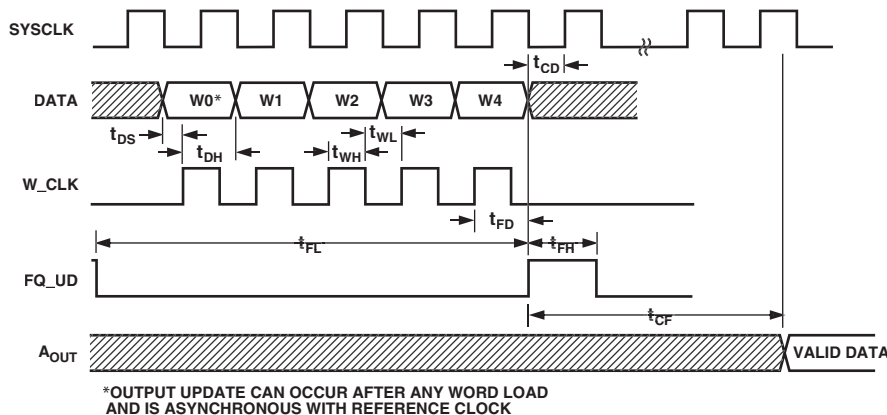 SYSCLK
tCD
DATA
W0*
W1
W2
W3
W4
tDS
tDH
tWH
tWL
W_CLK
tFD
tFL
tFH
FQ_UD
tCF
AOUT
VALID DATA
*OUTPUT UPDATE CAN OCCUR AFTER ANY WORD LOAD
AND IS ASYNCHRONOUS WITH REFERENCE CLOCK